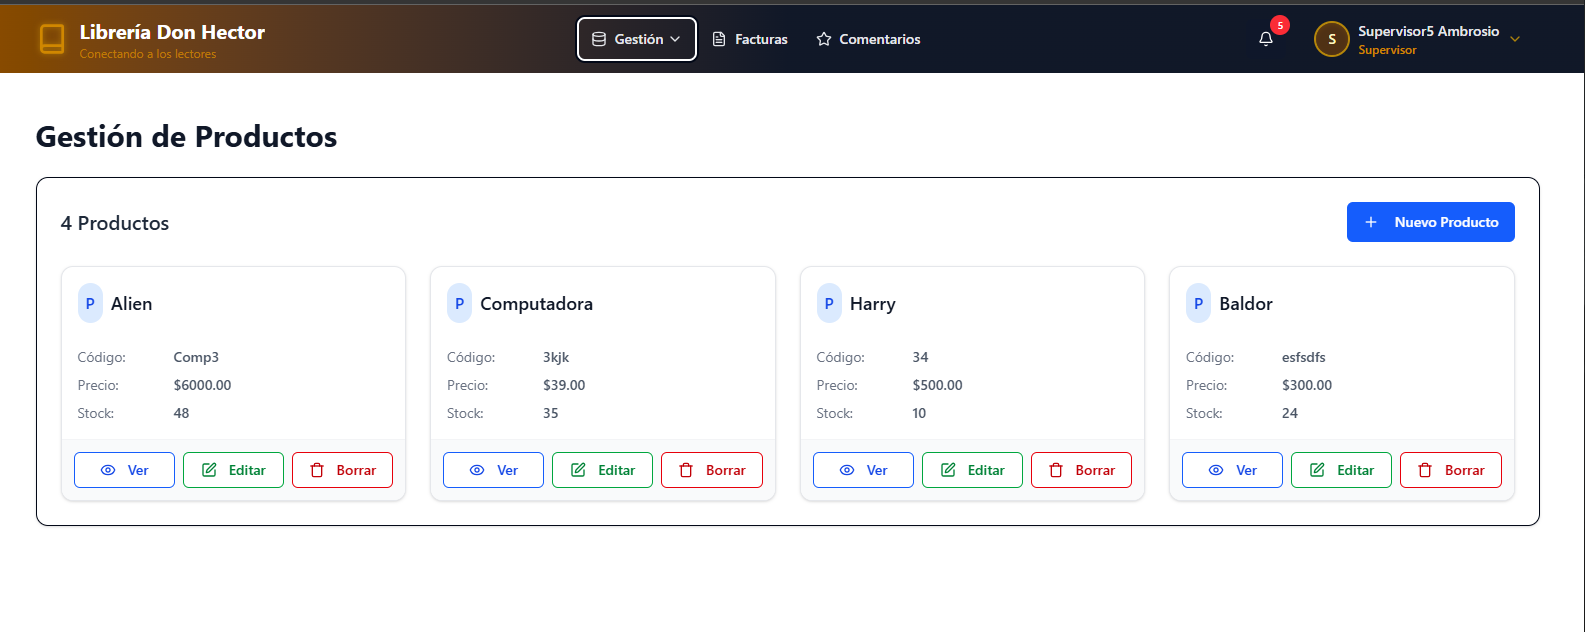 Librería Don Hector
Conectando a los lectores
Gestión
Facturas
Comentarios
5
S
Supervisor5 Ambrosio
Supervisor
Gestión de Productos
4 Productos
Nuevo Producto
P Alien
Código: Comp3
Precio: $6000.00
Stock: 48
Ver Editar Borrar
P Computadora
Código: 3kjk
Precio: $39.00
Stock: 35
Ver Editar Borrar
P Harry
Código: 34
Precio: $500.00
Stock: 10
Ver Editar Borrar
P Baldor
Código: esfsdfs
Precio: $300.00
Stock: 24
Ver Editar Borrar